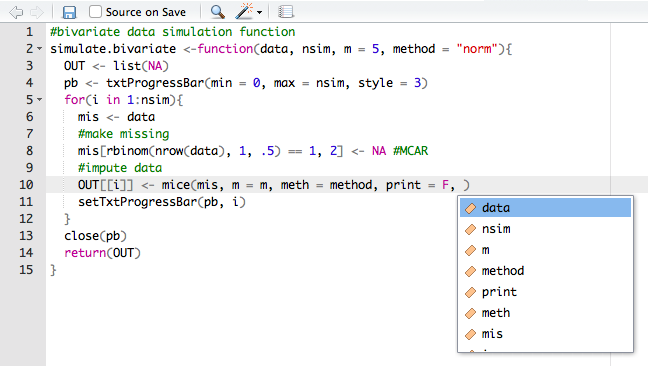 Source on Save
1 #bivariate data simulation function
2 simulate.bivariate <-function(data, nsim, m = 5, method = "norm"){
3 OUT <- list(NA)
4 pb <- txtProgressBar(min = 0, max = nsim, style = 3)
5 for(i in 1:nsim){
6 mis <- data
7 #make missing
8 mis[rbinom(nrow(data), 1, .5) == 1, 2] <- NA #MCAR
9 #impute data
10 OUT[[i]] <- mice(mis, m = m, meth = method, print = F, )
11 setTxtProgressBar(pb, i)
12 }
13 close(pb)
14 return(OUT)
15 }
data
nsim
m
method
print
meth
mis